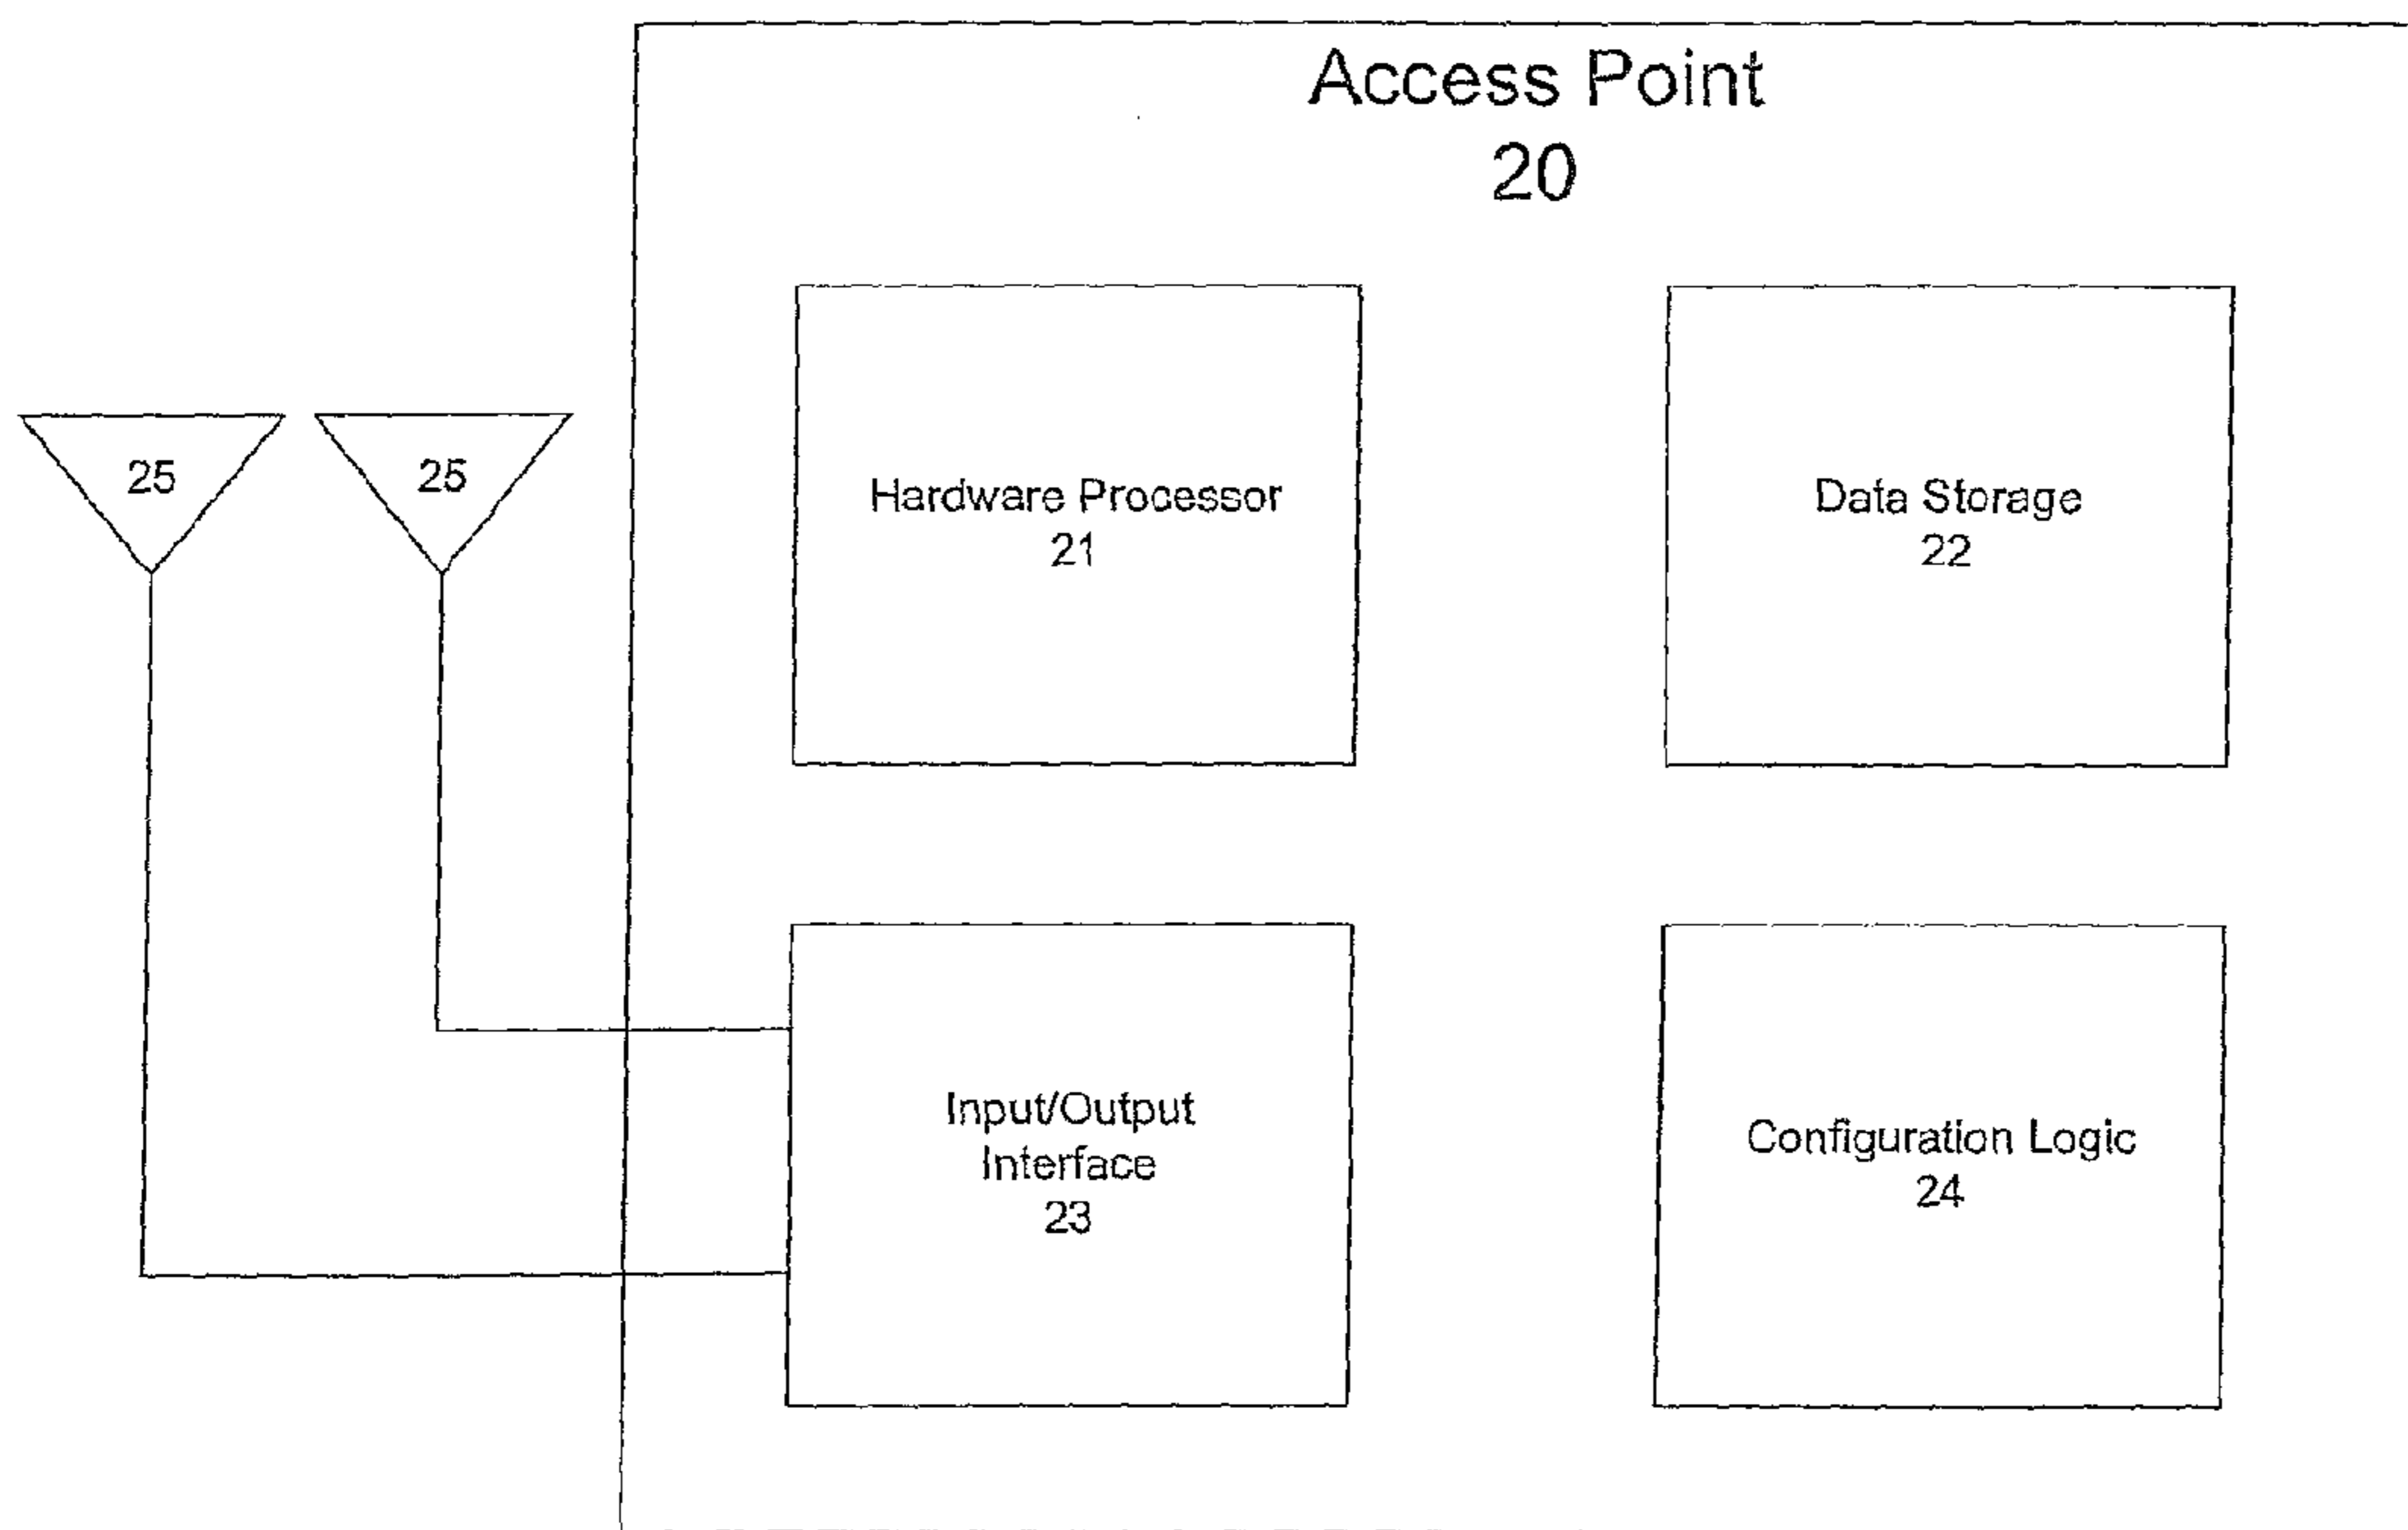 Access Point
20
25
25
Hardware Processor
21
Data Storage
22
Input/Output
Interface
23
Configuration Logic
24